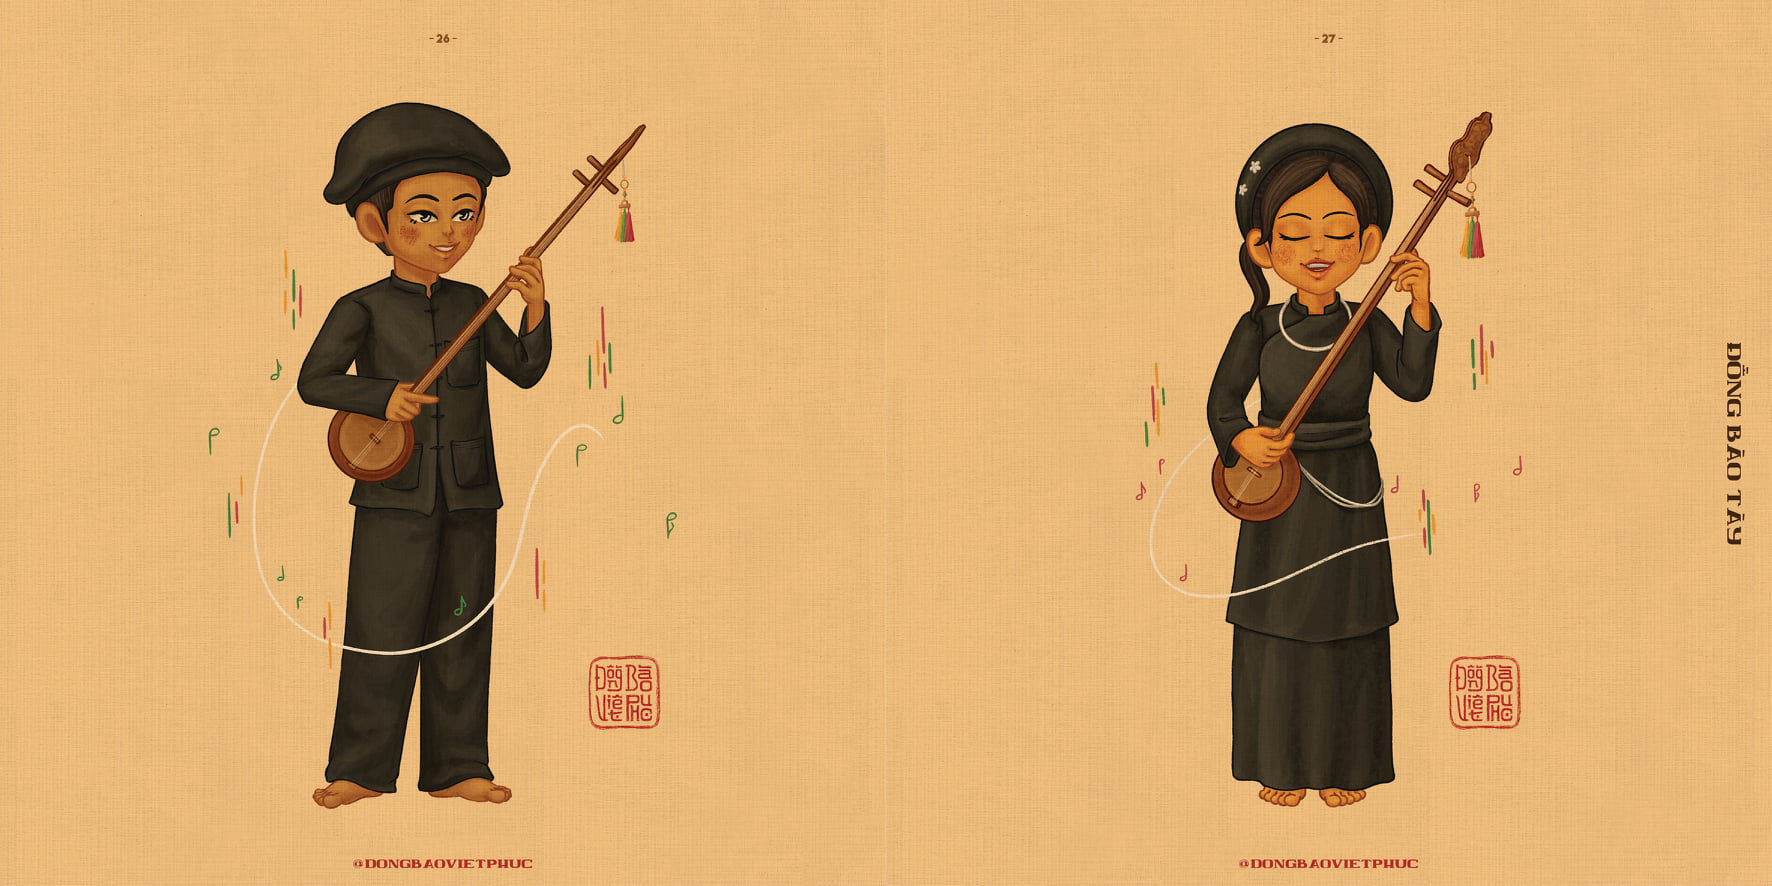 -26-
-27-
ĐỒNG BÀO TÀY
Đồng Bào
Việt Phục
Đồng Bào
Việt Phục
@DONGBAOVIETPHUC
@DONGBAOVIETPHUC